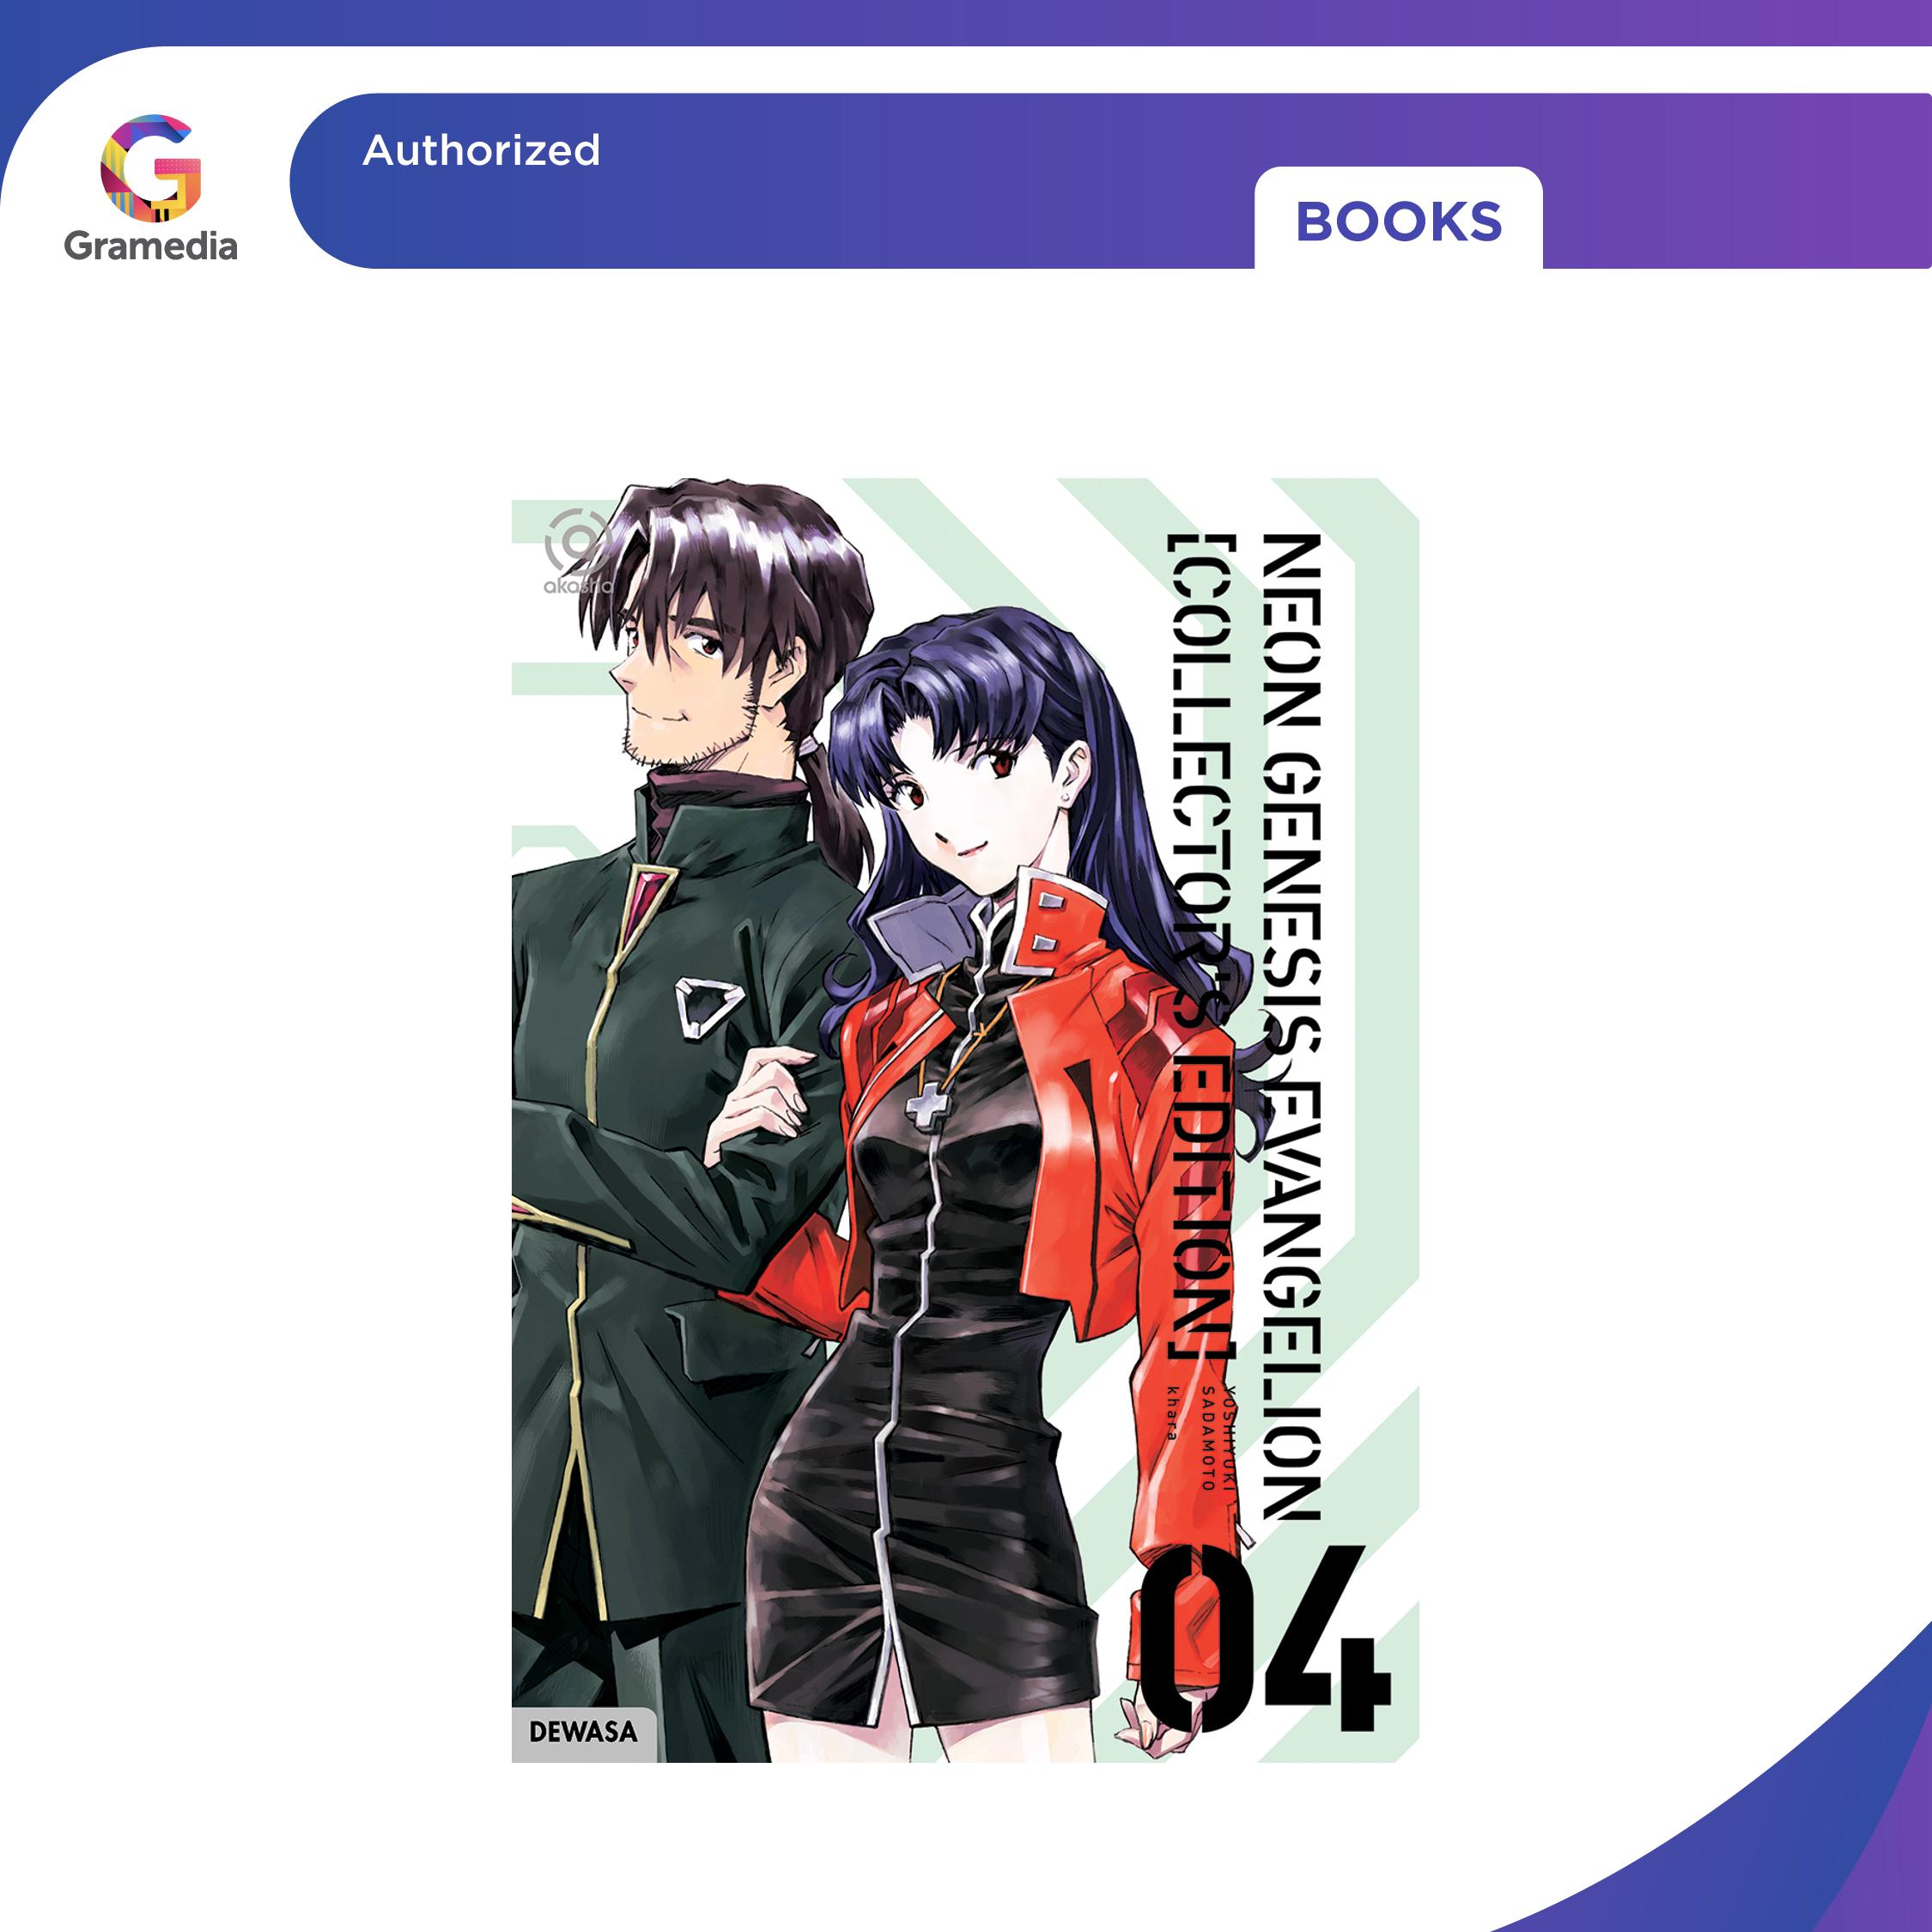 Gramedia
Authorized
BOOKS
akasha
NEON GENESIS EVANGELION
[COLLECTOR'S EDITION]
YOSHIYUKI
SADAMOTO
khara
04
DEWASA